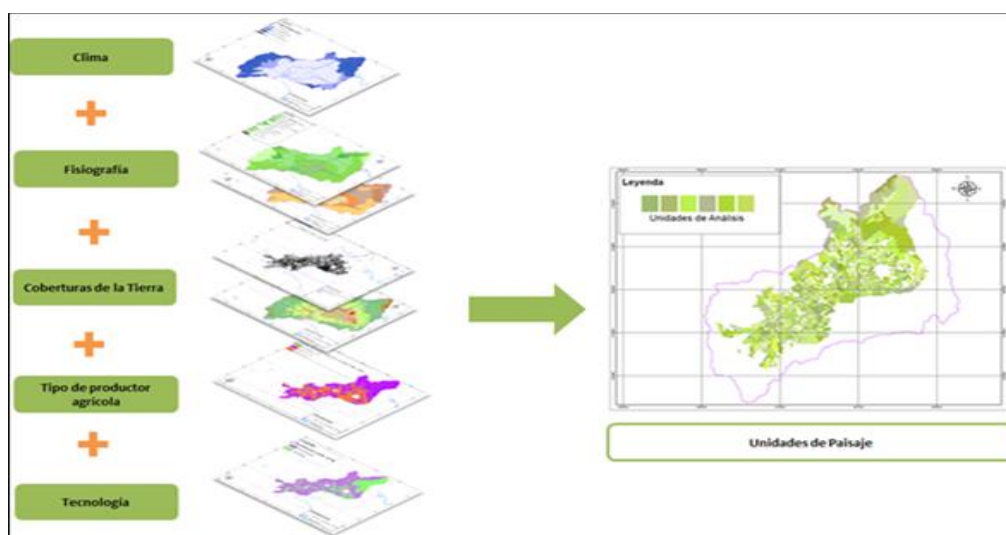 Clima
Fisiografía
Coberturas de la Tierra
Tipo de productor
agrícola
Tecnología
Leyenda
Unidades de Análisis
Unidades de Paisaje